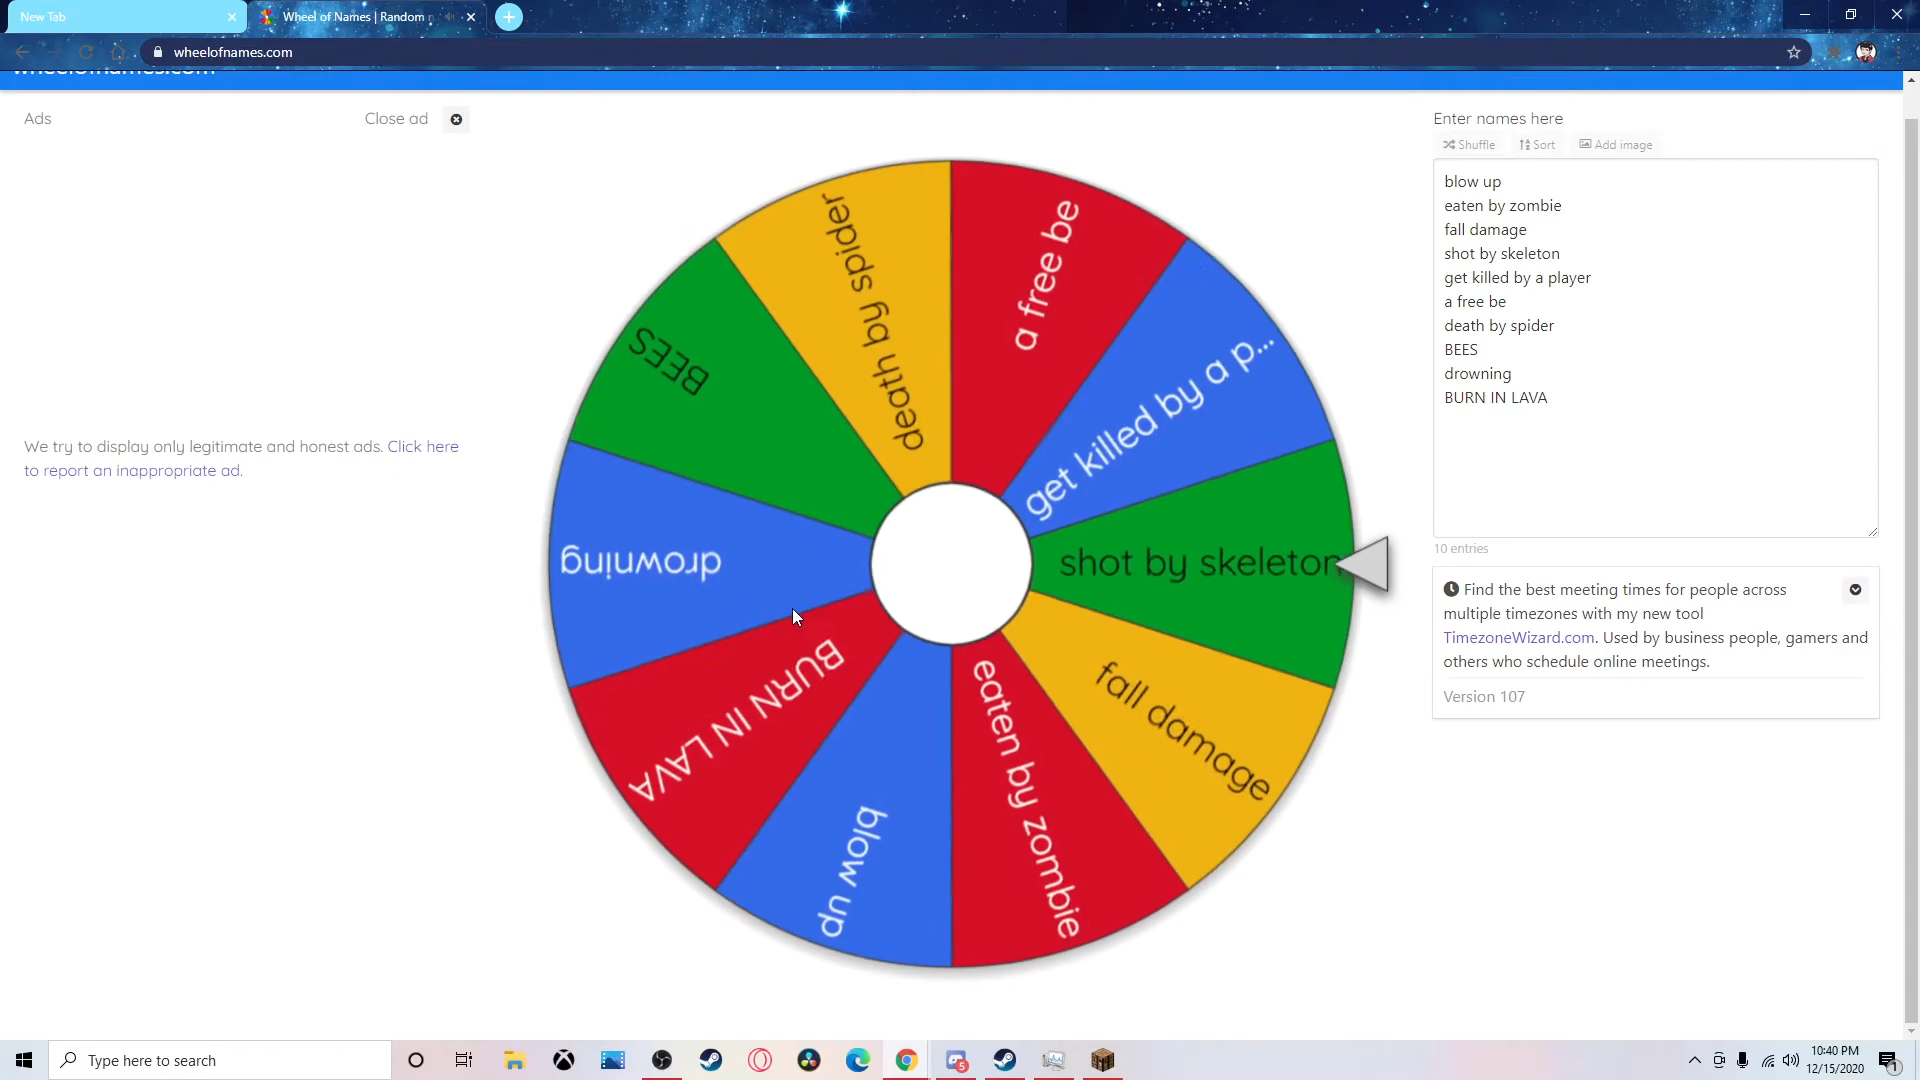 New Tab
Wheel of Names | Random
wheelofnames.com
wheelofnames.com
Ads
Close ad
We try to display only legitimate and honest ads. Click here
to report an inappropriate ad.
a free be
get killed by a p...
shot by skeleton
fall damage
eaten by zombie
blow up
BURN IN LAVA
drowning
BEES
death by spider
Enter names here
Shuffle
Sort
Add image
blow up
eaten by zombie
fall damage
shot by skeleton
get killed by a player
a free be
death by spider
BEES
drowning
BURN IN LAVA
10 entries
Find the best meeting times for people across
multiple timezones with my new tool
TimezoneWizard.com. Used by business people, gamers and
others who schedule online meetings.
Version 107
Type here to search
5
10:40 PM
12/15/2020
1